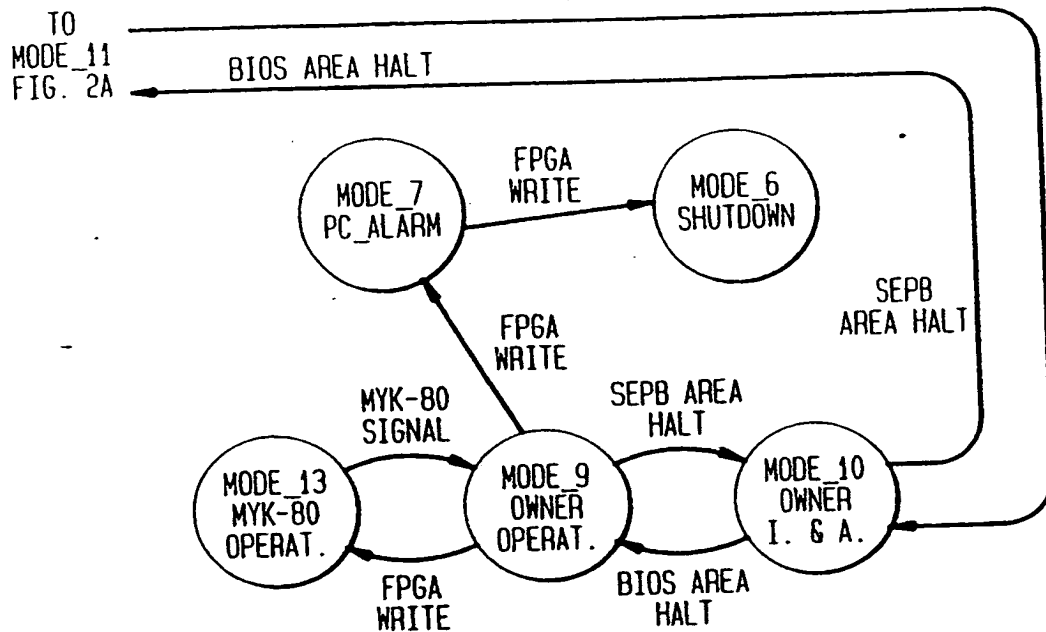 TO
MODE_11
FIG. 2A
BIOS AREA HALT
FPGA
WRITE
MODE_7
PC_ALARM
MODE_6
SHUTDOWN
SEPB
AREA HALT
FPGA
WRITE
MYK-80
SIGNAL
SEPB AREA
HALT
MODE_13
MYK-80
OPERAT.
MODE_9
OWNER
OPERAT.
MODE_10
OWNER
I. & A.
FPGA
WRITE
BIOS AREA
HALT